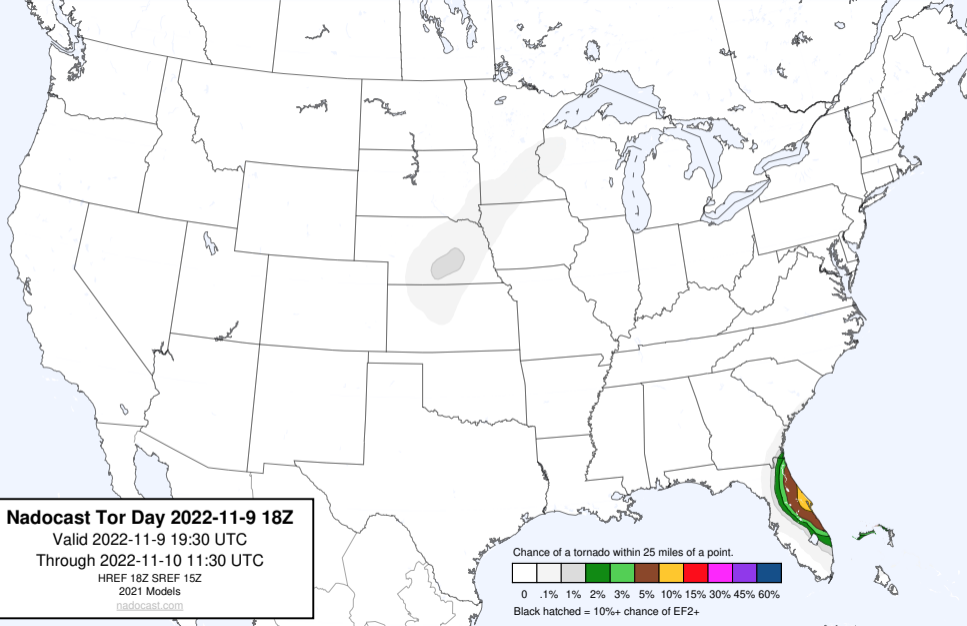 Nadocast Tor Day 2022-11-9 18Z
Valid 2022-11-9 19:30 UTC
Through 2022-11-10 11:30 UTC
HREF 18Z SREF 15Z
2021 Models
nadocast.com
Chance of a tornado within 25 miles of a point.
0 .1% 1% 2% 3% 5% 10% 15% 30% 45% 60%
Black hatched = 10%+ chance of EF2+